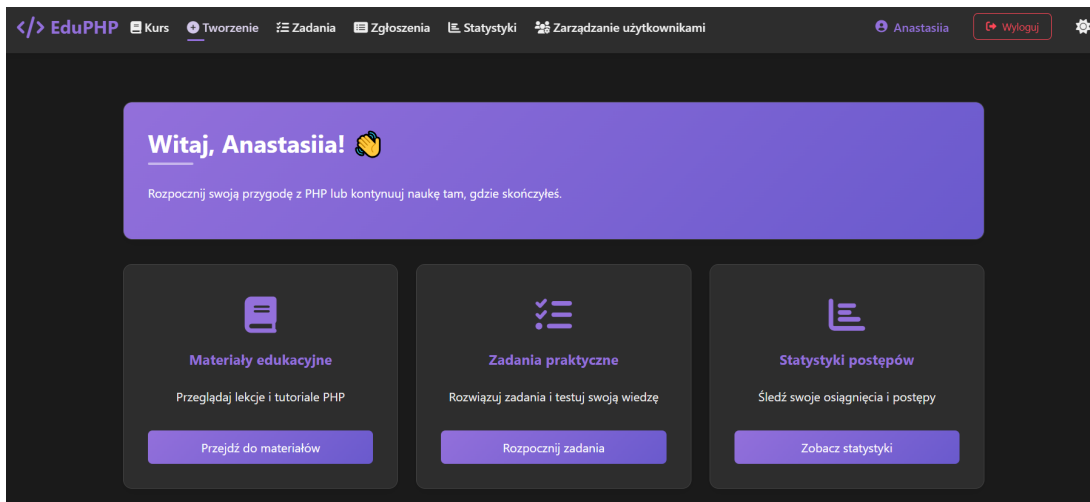 </> EduPHP Kurs Tworzenie Zadania Zgłoszenia Statystyki Zarządzanie użytkownikami Anastasiia Wyloguj
Witaj, Anastasiia! 👋
Rozpocznij swoją przygodę z PHP lub kontynuuj naukę tam, gdzie skończyłeś.
Materiały edukacyjne
Przeglądaj lekcje i tutoriale PHP
Przejdź do materiałów
Zadania praktyczne
Rozwiązuj zadania i testuj swoją wiedzę
Rozpocznij zadania
Statystyki postępów
Śledź swoje osiągnięcia i postępy
Zobacz statystyki